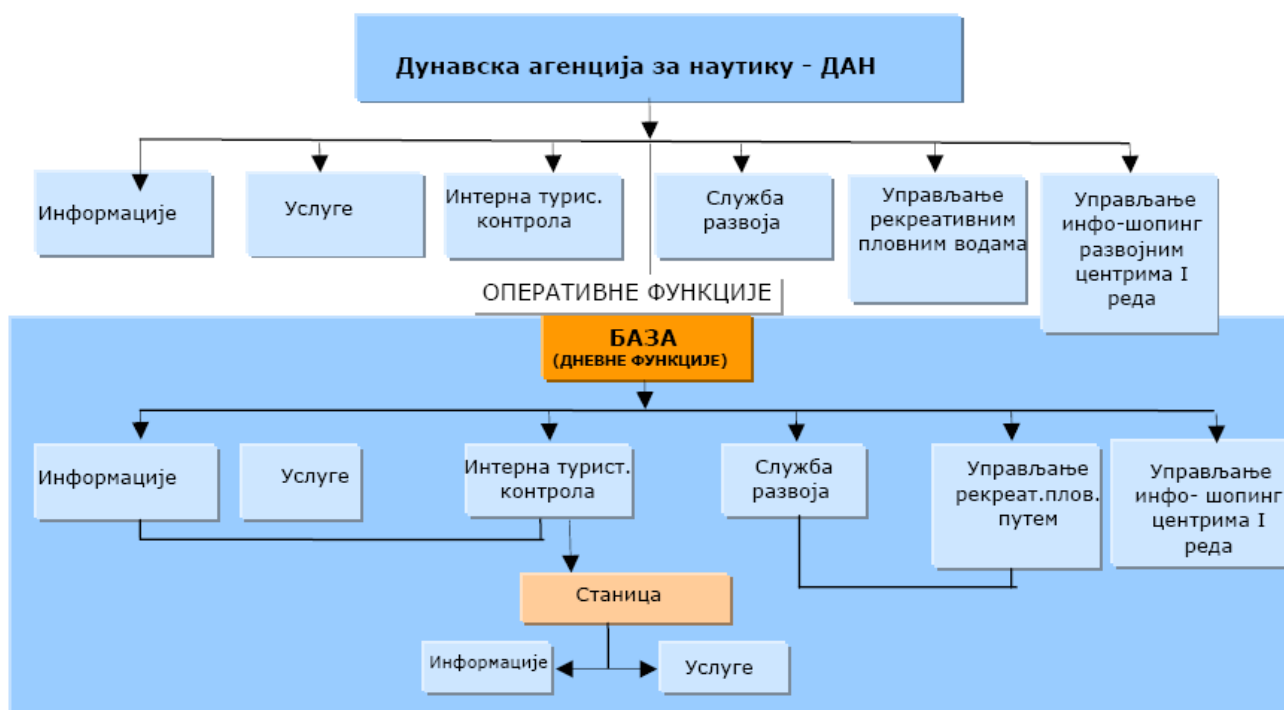 Дунавска агенција за наутику - ДАН
Информације
Услуге
Интерна турис.
контрола
Служба
развоја
Управљање
рекреативним
пловним водама
Управљање
инфо-шопинг
развојним
центрима I
реда
ОПЕРАТИВНЕ ФУНКЦИЈЕ
БАЗА
(ДНЕВНЕ ФУНКЦИЈЕ)
Информације
Услуге
Интерна турист.
контрола
Служба
развоја
Управљање
рекреат.плов.
путем
Управљање
инфо- шопинг
центрима I
реда
Станица
Информације
Услуге